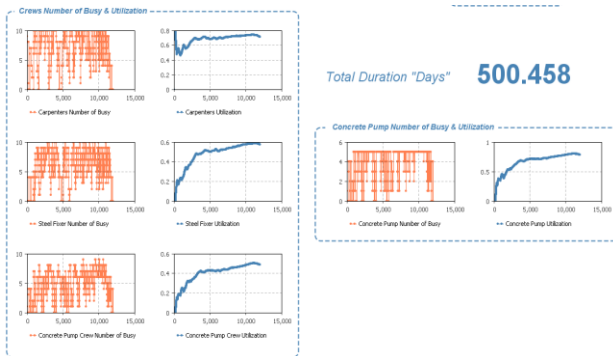 Crews Number of Busy & Utilization
10
5
0
0 5,000 10,000 15,000
Carpenters Number of Busy
0.8
0.6
0.4
0.2
0
0 5,000 10,000 15,000
Carpenters Utilization
10
5
0
0 5,000 10,000 15,000
Steel Fixer Number of Busy
0.6
0.4
0.2
0
0 5,000 10,000 15,000
Steel Fixer Utilization
10
5
0
0 5,000 10,000 15,000
Concrete Pump Crew Number of Busy
0.6
0.4
0.2
0
0 5,000 10,000 15,000
Concrete Pump Crew Utilization
Total Duration "Days" 500.458
Concrete Pump Number of Busy & Utilization
6
4
2
0
0 5,000 10,000 15,000
Concrete Pump Number of Busy
1
0.5
0
0 5,000 10,000 15,000
Concrete Pump Utilization